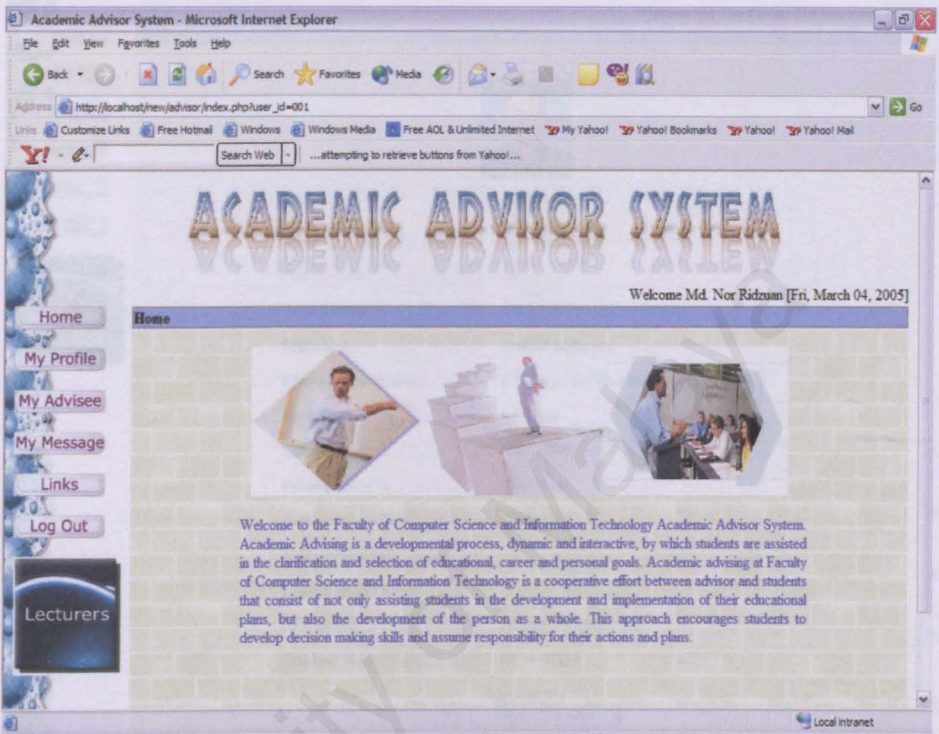 Academic Advisor System - Microsoft Internet Explorer
File Edit View Favorites Tools Help
Back Search Favorites Media
Address http://localhost/new/advisor/index.php?user_id=001 Go
Links Customize Links Free Hotmail Windows Windows Media Free AOL & Unlimited Internet My Yahoo! Yahoo! Bookmarks Yahoo! Yahoo! Mail
Y! Search Web ...attempting to retrieve buttons from Yahoo!...
ACADEMIC ADVISOR SYSTEM
Welcome Md. Nor Ridzuan [Fri, March 04, 2005]
Home
Home
My Profile
My Advisee
My Message
Links
Log Out
Lecturers
Welcome to the Faculty of Computer Science and Information Technology Academic Advisor System.
Academic Advising is a developmental process, dynamic and interactive, by which students are assisted
in the clarification and selection of educational, career and personal goals. Academic advising at Faculty
of Computer Science and Information Technology is a cooperative effort between advisor and students
that consist of not only assisting students in the development and implementation of their educational
plans, but also the development of the person as a whole. This approach encourages students to
develop decision making skills and assume responsibility for their actions and plans.
Local intranet
ity of Malaya